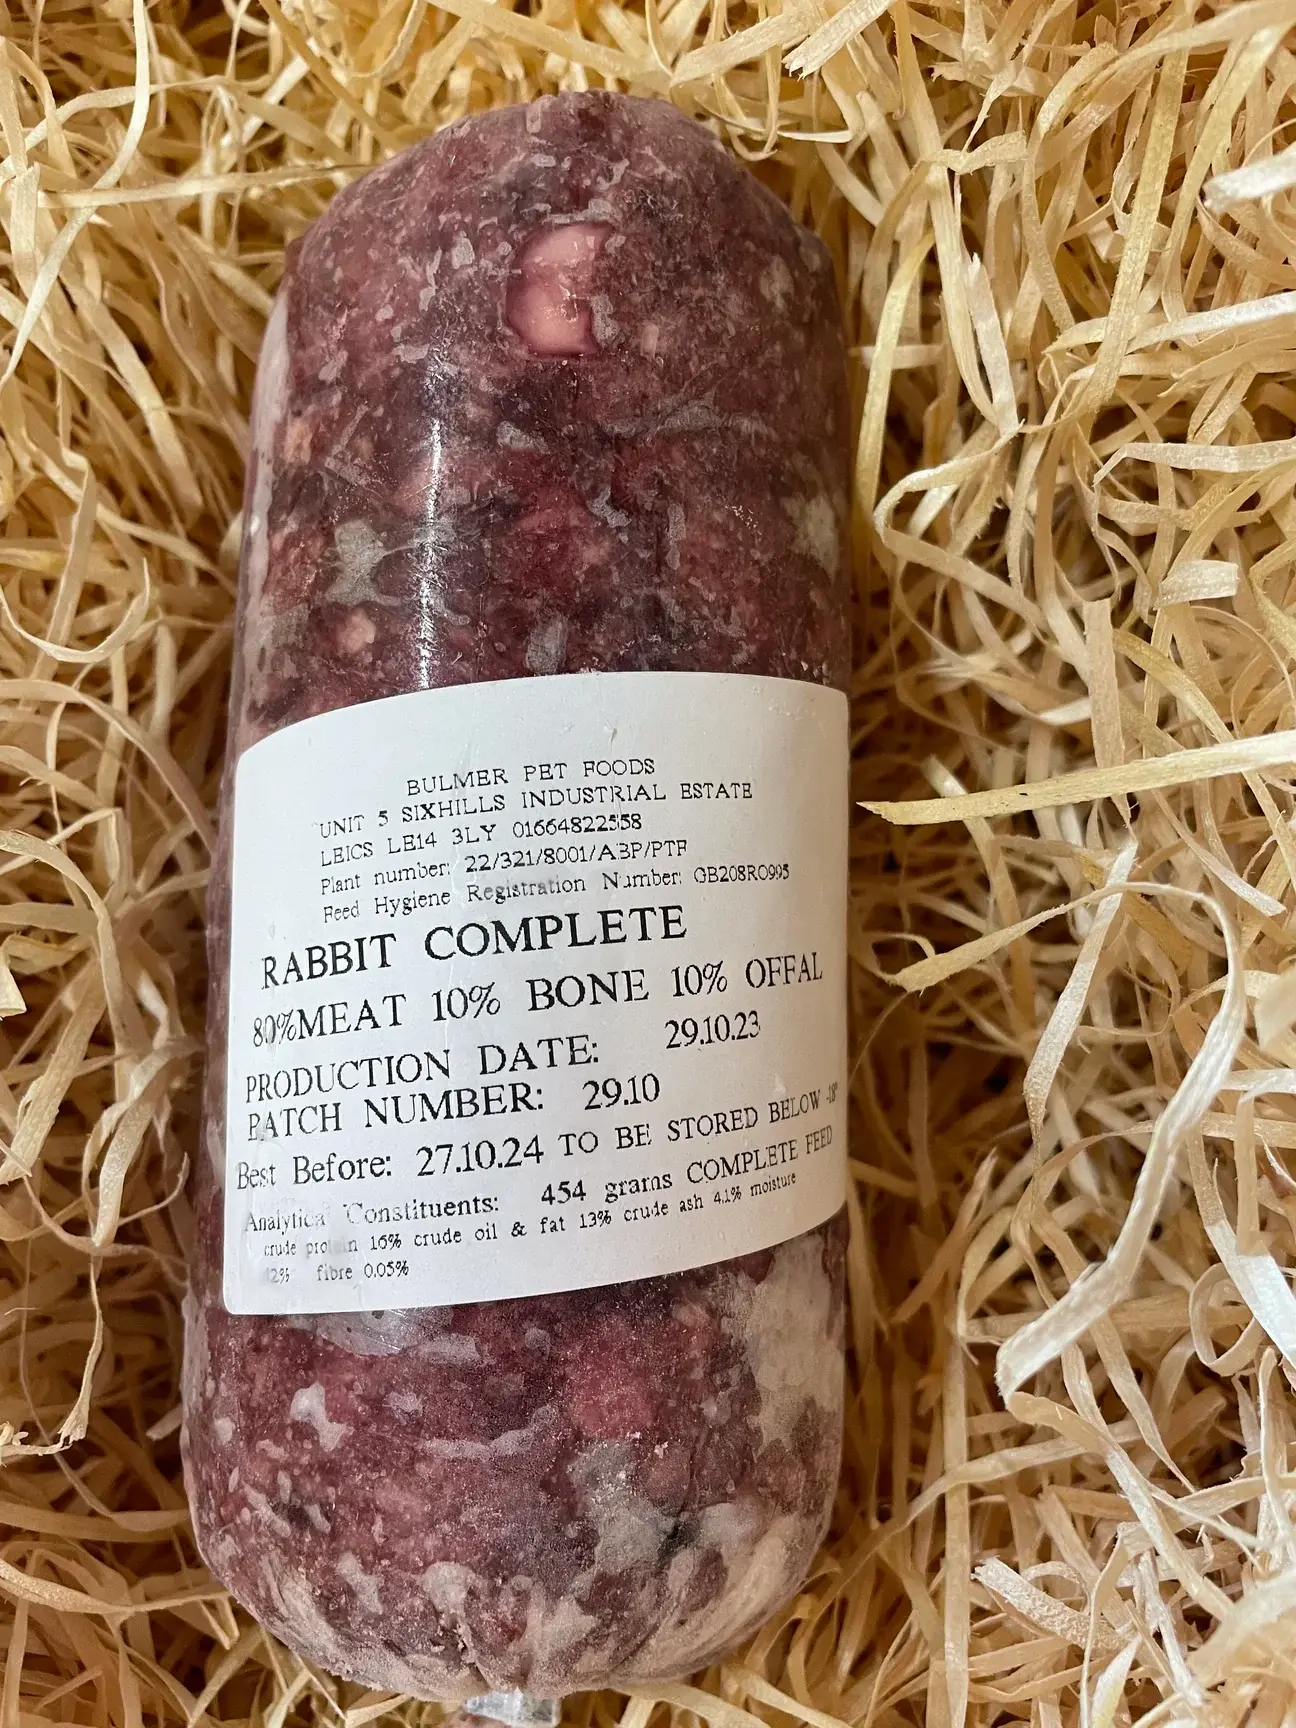 BULMER PET FOODS
UNIT 5 SIXHILLS INDUSTRIAL ESTATE
LEICS LE14 3LY 01664822558
Plant number: 22/321/8001/ABP/PTF
Feed Hygiene Registration Number: GB208R0995
RABBIT COMPLETE
80%MEAT 10% BONE 10% OFFAL
PRODUCTION DATE: 29.10.23
BATCH NUMBER: 29.10
Best Before: 27.10.24 TO BE STORED BELOW -18°
Analytical Constituents: 454 grams COMPLETE FEED
crude protein 16% crude oil & fat 13% crude ash 4.1% moisture
fibre 0.05%